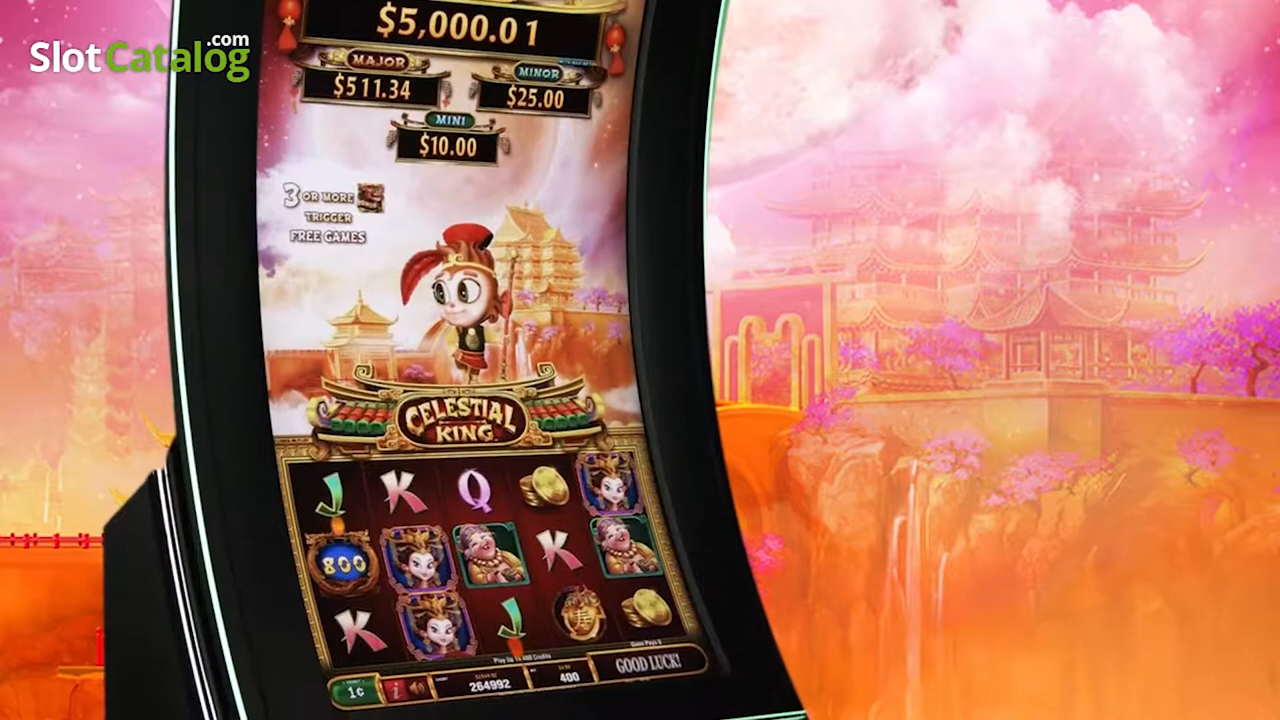 SlotCatalog.com
$5,000.01
MAJOR
$511.34
MINOR
$25.00
MINI
$10.00
3 OR MORE
TRIGGER
FREE GAMES
CELESTIAL
KING
J K Q
800 K
K J
Play Up To 400 Credits
1¢
264992
400
GOOD LUCK!